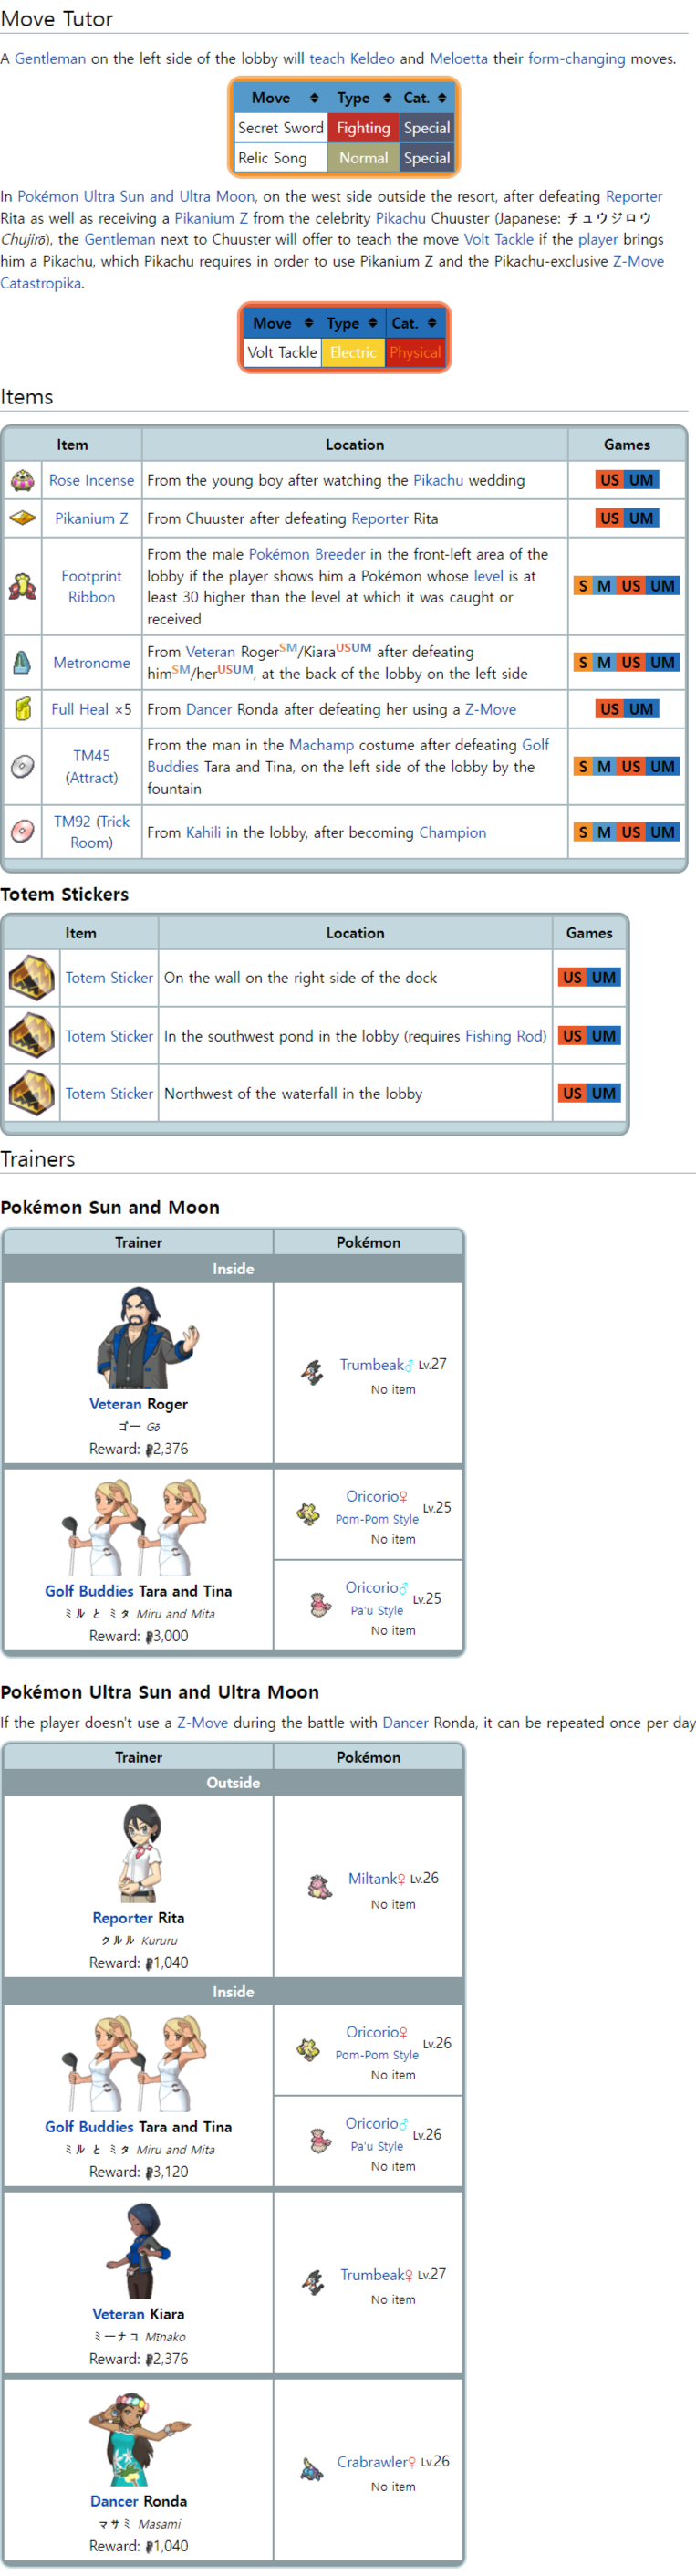 Move Tutor
A Gentleman on the left side of the lobby will teach Keldeo and Meloetta their form-changing moves.
Move Type Cat.
Secret Sword Fighting Special
Relic Song Normal Special
In Pokémon Ultra Sun and Ultra Moon, on the west side outside the resort, after defeating Reporter
Rita as well as receiving a Pikanium Z from the celebrity Pikachu Chuuster (Japanese: チュウジロウ
Chujirō), the Gentleman next to Chuuster will offer to teach the move Volt Tackle if the player brings
him a Pikachu, which Pikachu requires in order to use Pikanium Z and the Pikachu-exclusive Z-Move
Catastropika.
Move Type Cat.
Volt Tackle Electric Physical
Items
Item Location Games
Rose Incense From the young boy after watching the Pikachu wedding US UM
Pikanium Z From Chuuster after defeating Reporter Rita US UM
Footprint Ribbon
From the male Pokémon Breeder in the front-left area of the
lobby if the player shows him a Pokémon whose level is at
least 30 higher than the level at which it was caught or
received
S M US UM
Metronome
From Veteran RogerSM/KiaraUSUM after defeating
himSM/herUSUM, at the back of the lobby on the left side
S M US UM
Full Heal ×5 From Dancer Ronda after defeating her using a Z-Move US UM
TM45
(Attract)
From the man in the Machamp costume after defeating Golf
Buddies Tara and Tina, on the left side of the lobby by the
fountain
S M US UM
TM92 (Trick
Room)
From Kahili in the lobby, after becoming Champion S M US UM
Totem Stickers
Item Location Games
Totem Sticker On the wall on the right side of the dock US UM
Totem Sticker In the southwest pond in the lobby (requires Fishing Rod) US UM
Totem Sticker Northwest of the waterfall in the lobby US UM
Trainers
Pokémon Sun and Moon
Trainer Pokémon
Inside
Veteran Roger
ゴー Gō
Reward: 2,376
Trumbeak♂ Lv.27
No item
Golf Buddies Tara and Tina
ミル と ミタ Miru and Mita
Reward: 3,000
Oricorio♀ Lv.25
Pom-Pom Style
No item
Oricorio♂ Lv.25
Pa'u Style
No item
Pokémon Ultra Sun and Ultra Moon
If the player doesn't use a Z-Move during the battle with Dancer Ronda, it can be repeated once per day
Trainer Pokémon
Outside
Reporter Rita
クルル Kururu
Reward: 1,040
Miltank♀ Lv.26
No item
Inside
Golf Buddies Tara and Tina
ミル と ミタ Miru and Mita
Reward: 3,120
Oricorio♀ Lv.26
Pom-Pom Style
No item
Oricorio♂ Lv.26
Pa'u Style
No item
Veteran Kiara
ミーナコ Mīnako
Reward: 2,376
Trumbeak♀ Lv.27
No item
Dancer Ronda
マサミ Masami
Reward: 1,040
Crabrawler♀ Lv.26
No item